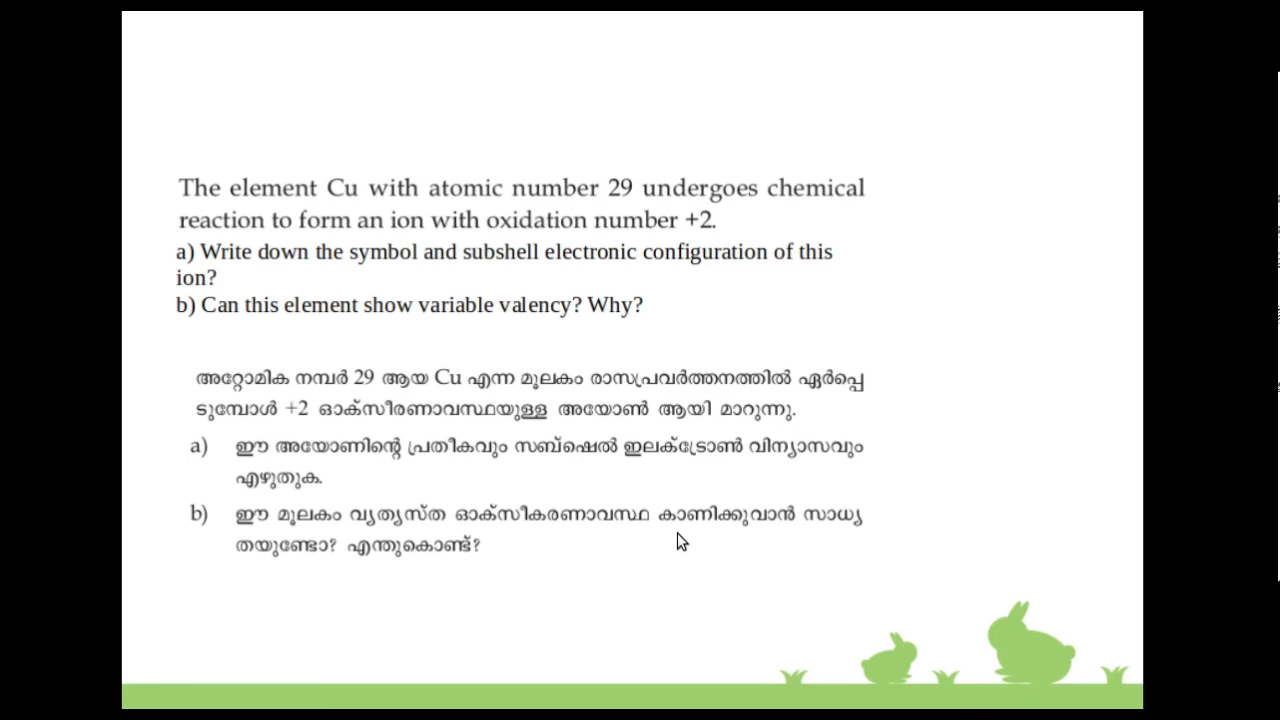 The element Cu with atomic number 29 undergoes chemical
reaction to form an ion with oxidation number +2.
a) Write down the symbol and subshell electronic configuration of this
ion?
b) Can this element show variable valency? Why?
അറ്റോമിക നമ്പർ 29 ആയ Cu എന്ന മൂലകം രാസപ്രവർത്തനത്തിൽ ഏർപ്പെ
ടുമ്പോൾ +2 ഓക്സീരണാവസ്ഥയുള്ള അയോൺ ആയി മാറുന്നു.
a) ഈ അയോണിന്റെ പ്രതീകവും സബ്ഷെൽ ഇലക്ട്രോൺ വിന്യാസവും
എഴുതുക.
b) ഈ മൂലകം വ്യത്യസ്ത ഓക്സീകരണാവസ്ഥ കാണിക്കുവാൻ സാധ്യ
തയുണ്ടോ? എന്തുകൊണ്ട്?